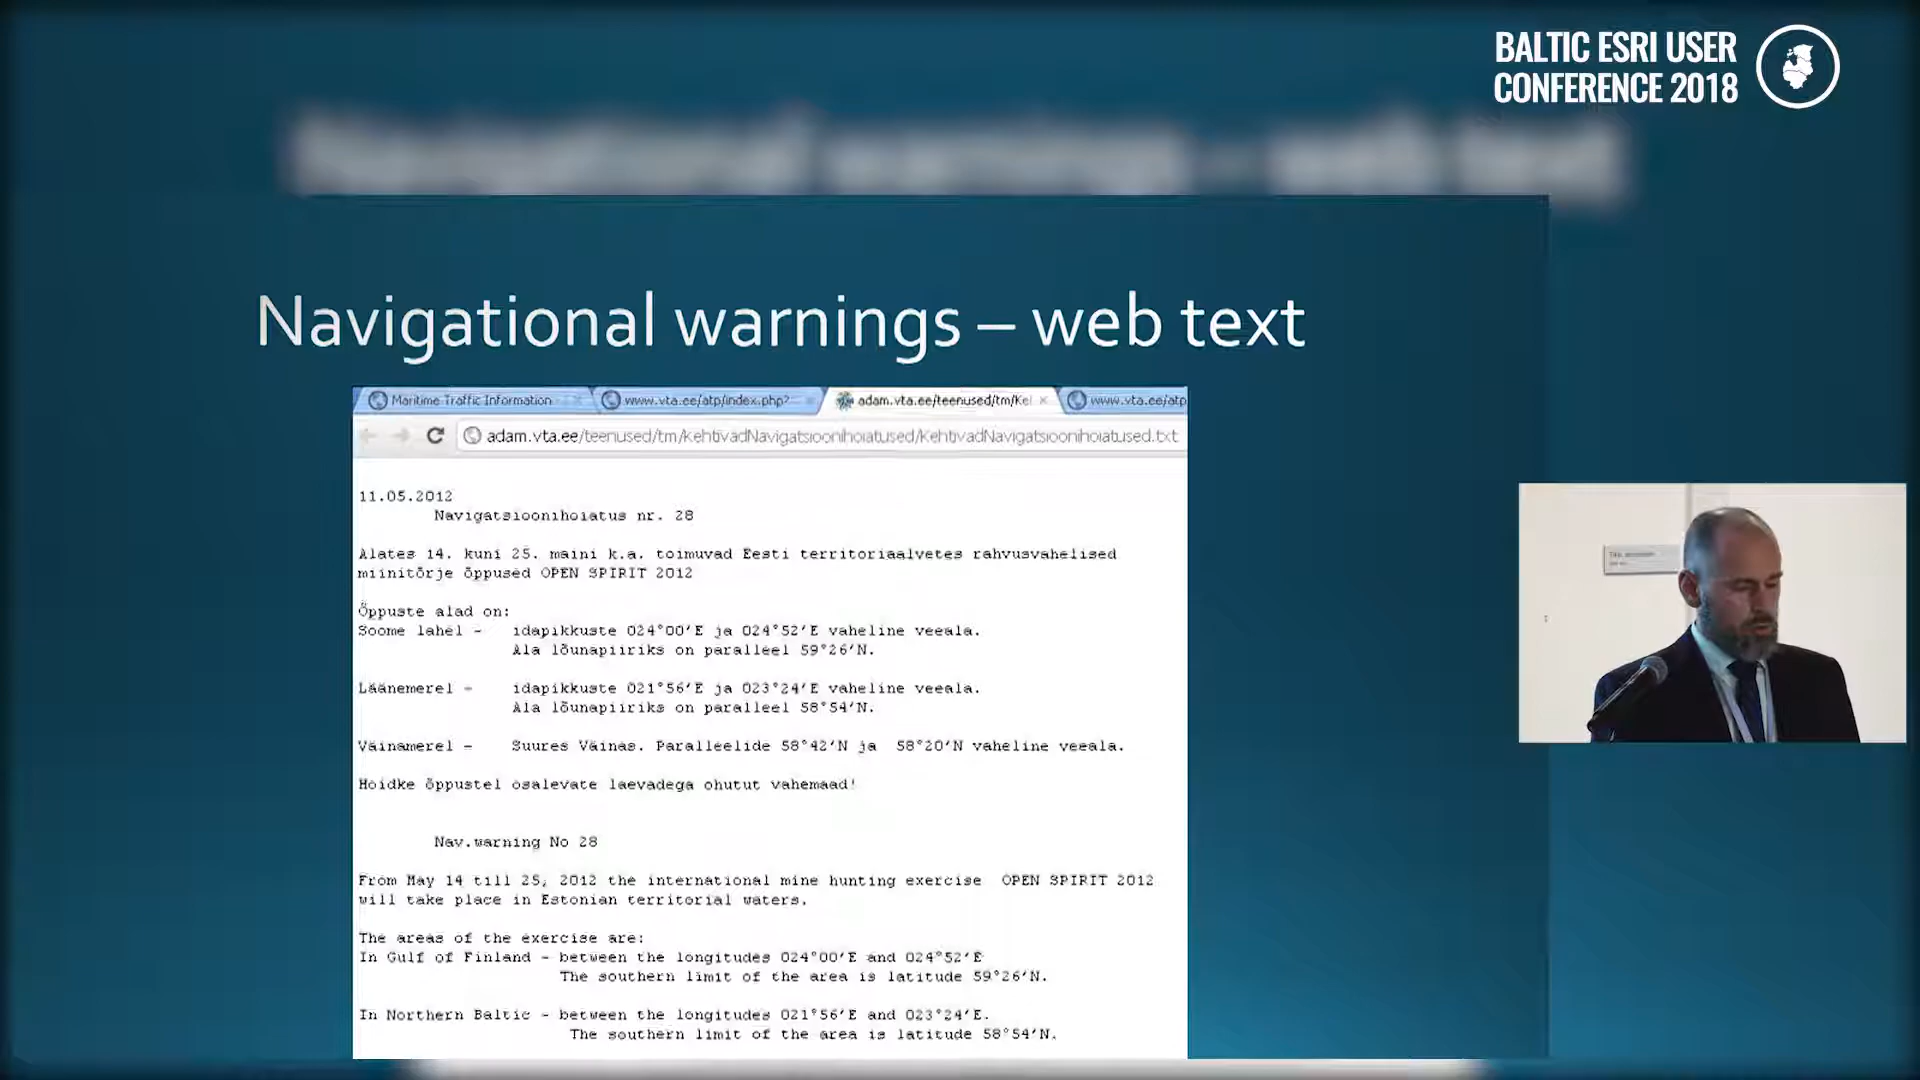 BALTIC ESRI USER
CONFERENCE 2018
Navigational warnings – web text
Navigational warnings – web text
Maritime Traffic Information
www.vta.ee/atp/index.php?
adam.vta.ee/teenused/tm/Ke
www.vta.ee/atp
adam.vta.ee/teenused/tm/KehtivadNavigatsioonihoiatused/KehtivadNavigatsioonihoiatused.txt
11.05.2012
Navigatsioonihoiatus nr. 28
Alates 14. kuni 25. maini k.a. toimuvad Eesti territoriaalvetes rahvusvahelised
miinitõrje õppused OPEN SPIRIT 2012
Õppuste alad on:
Soome lahel - idapikkuste 024°00'E ja 024°52'E vaheline veeala.
Ala lõunapiiriks on paralleel 59°26'N.
Läänemerel - idapikkuste 021°56'E ja 023°24'E vaheline veeala.
Ala lõunapiiriks on paralleel 58°54'N.
Väinamerel - Suures Väinas. Paralleelide 58°42'N ja 58°20'N vaheline veeala.
Hoidke õppustel osalevate laevadega ohutut vahemaad!
Nav.warning No 28
From May 14 till 25, 2012 the international mine hunting exercise OPEN SPIRIT 2012
will take place in Estonian territorial waters.
The areas of the exercise are:
In Gulf of Finland - between the longitudes 024°00'E and 024°52'E
The southern limit of the area is latitude 59°26'N.
In Northern Baltic - between the longitudes 021°56'E and 023°24'E.
The southern limit of the area is latitude 58°54'N.